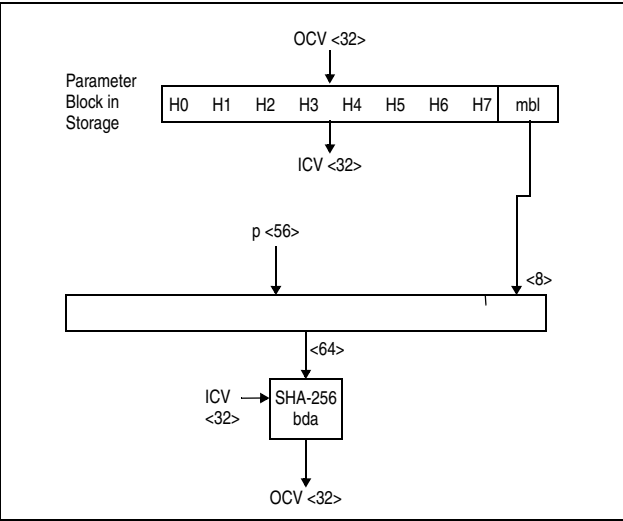 OCV <32>
Parameter
Block in
Storage
H0 H1 H2 H3 H4 H5 H6 H7 mbl
ICV <32>
p <56>
<8>
<64>
ICV
<32>
SHA-256
bda
OCV <32>